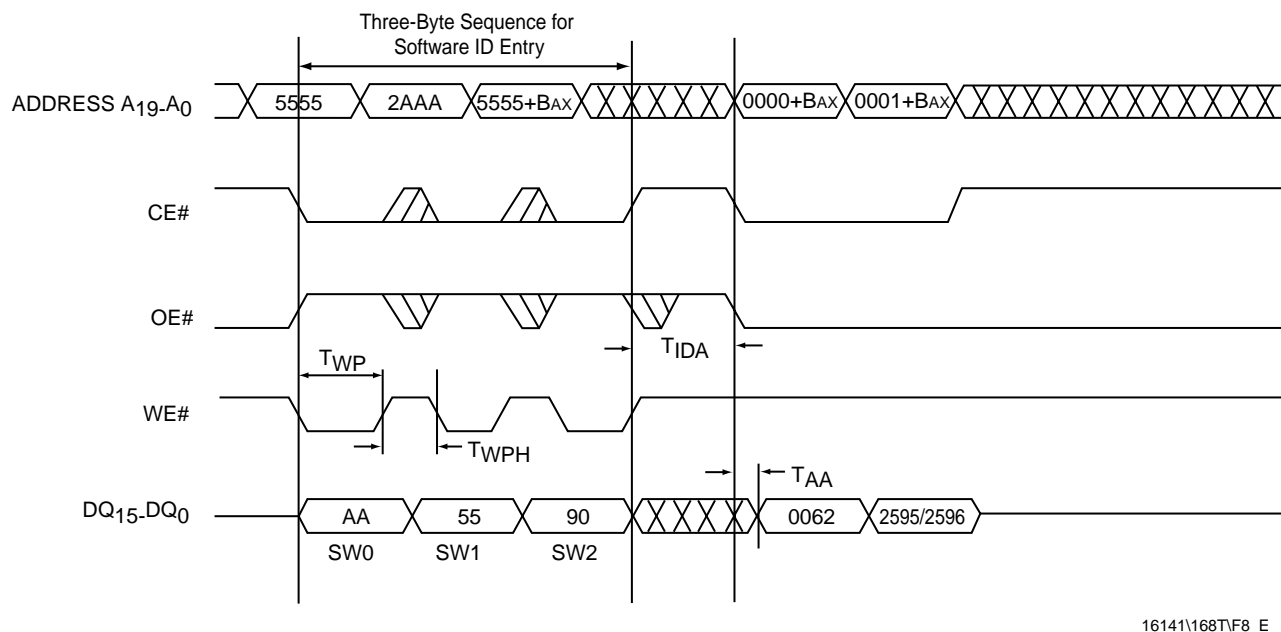 Three-Byte Sequence for
Software ID Entry
ADDRESS A19-A0
5555
2AAA
5555+BAX
0000+BAX
0001+BAX
CE#
OE#
TIDA
TWP
WE#
TWPH
TAA
DQ15-DQ0
AA
55
90
0062
2595/2596
SW0
SW1
SW2
16141\168T\F8 E